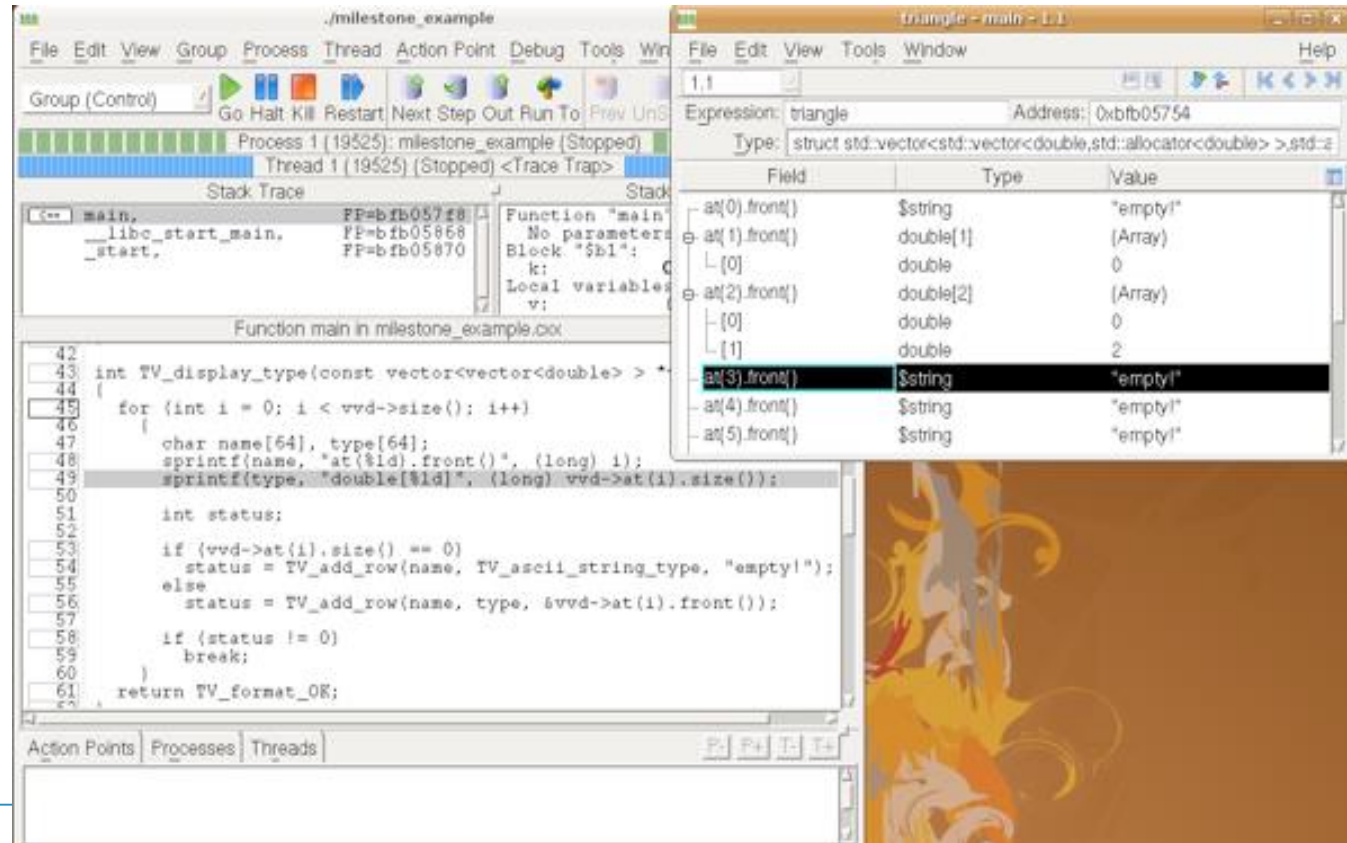 ./milestone_example
File Edit View Group Process Thread Action Point Debug Tools Win
Group (Control)
Go Halt Kill Restart Next Step Out Run To Prev UnS
Process 1 (19525): milestone_example (Stopped)
Thread 1 (19525) (Stopped) <Trace Trap>
Stack Trace
C++ main, FP=bfb057f8
__libc_start_main, FP=bfb05868
_start, FP=bfb05870
Stack
Function "main"
No parameters
Block "$b1":
k:
Local variables
v:
Function main in milestone_example.cxx
42
43 int TV_display_type(const vector<vector<double> > *
44 {
45 for (int i = 0; i < vvd->size(); i++)
46 {
47 char name[64], type[64];
48 sprintf(name, "at(%ld).front()", (long) i);
49 sprintf(type, "double[%ld]", (long) vvd->at(i).size());
50
51 int status;
52
53 if (vvd->at(i).size() == 0)
54 status = TV_add_row(name, TV_ascii_string_type, "empty!");
55 else
56 status = TV_add_row(name, type, &vvd->at(i).front());
57
58 if (status != 0)
59 break;
60 }
61 return TV_format_OK;
Action Points Processes Threads
P- P+ T- T+
triangle - main - 1.1
File Edit View Tools Window Help
1.1
Expression: triangle Address: 0xbfb05754
Type: struct std::vector<std::vector<double,std::allocator<double> >,std::a
Field Type Value
at(0).front() $string "empty!"
at(1).front() double[1] (Array)
[0] double 0
at(2).front() double[2] (Array)
[0] double 0
[1] double 2
at(3).front() $string "empty!"
at(4).front() $string "empty!"
at(5).front() $string "empty!"